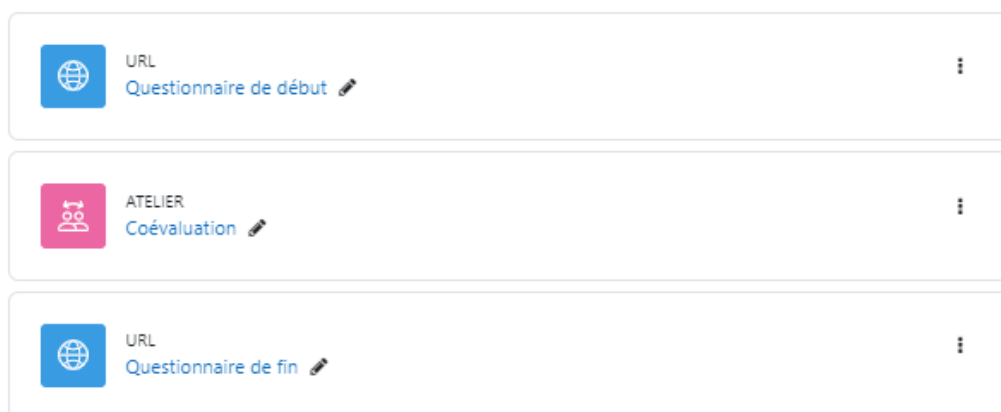 URL
Questionnaire de début
ATELIER
Coévaluation
URL
Questionnaire de fin